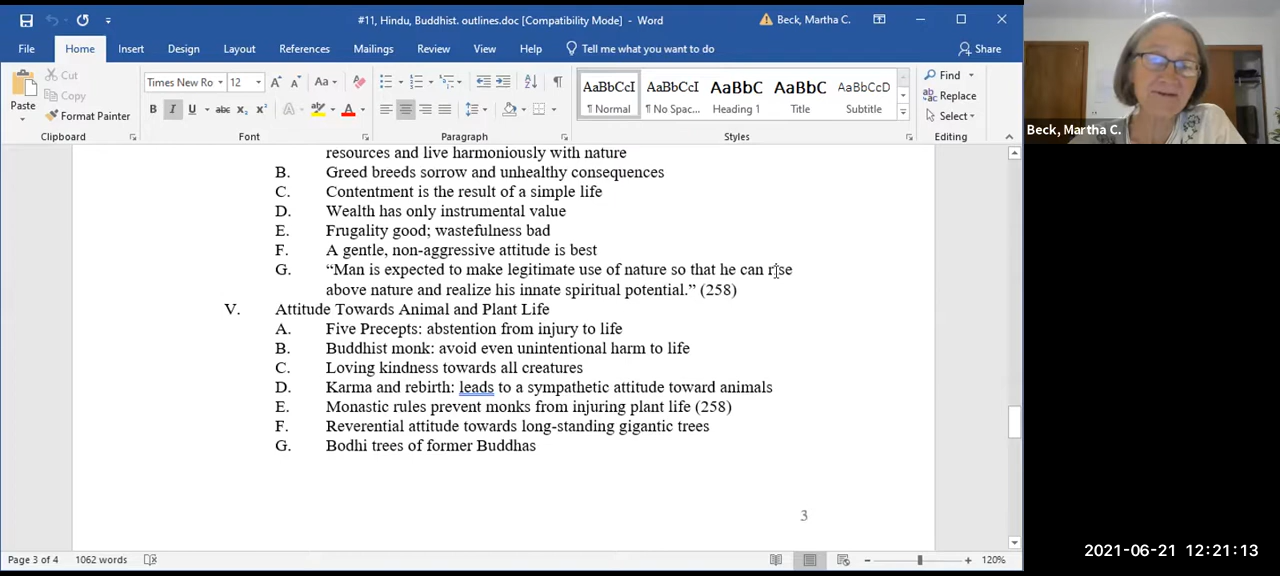 #11, Hindu, Buddhist. outlines.doc [Compatibility Mode] - Word
Beck, Martha C.
File Home Insert Design Layout References Mailings Review View Help Tell me what you want to do Share
Paste
Cut
Copy
Format Painter
Clipboard
Times New Ro 12
Font
Paragraph
AaBbCcI AaBbCcI AaBbC AaBbC AaBbCcD
¶ Normal ¶ No Spac... Heading 1 Title Subtitle
Styles
Find
Replace
Select
Editing
Beck, Martha C.
resources and live harmoniously with nature
B. Greed breeds sorrow and unhealthy consequences
C. Contentment is the result of a simple life
D. Wealth has only instrumental value
E. Frugality good; wastefulness bad
F. A gentle, non-aggressive attitude is best
G. “Man is expected to make legitimate use of nature so that he can rise
above nature and realize his innate spiritual potential.” (258)
V. Attitude Towards Animal and Plant Life
A. Five Precepts: abstention from injury to life
B. Buddhist monk: avoid even unintentional harm to life
C. Loving kindness towards all creatures
D. Karma and rebirth: leads to a sympathetic attitude toward animals
E. Monastic rules prevent monks from injuring plant life (258)
F. Reverential attitude towards long-standing gigantic trees
G. Bodhi trees of former Buddhas
3
Page 3 of 4 1062 words 120%
2021-06-21 12:21:13